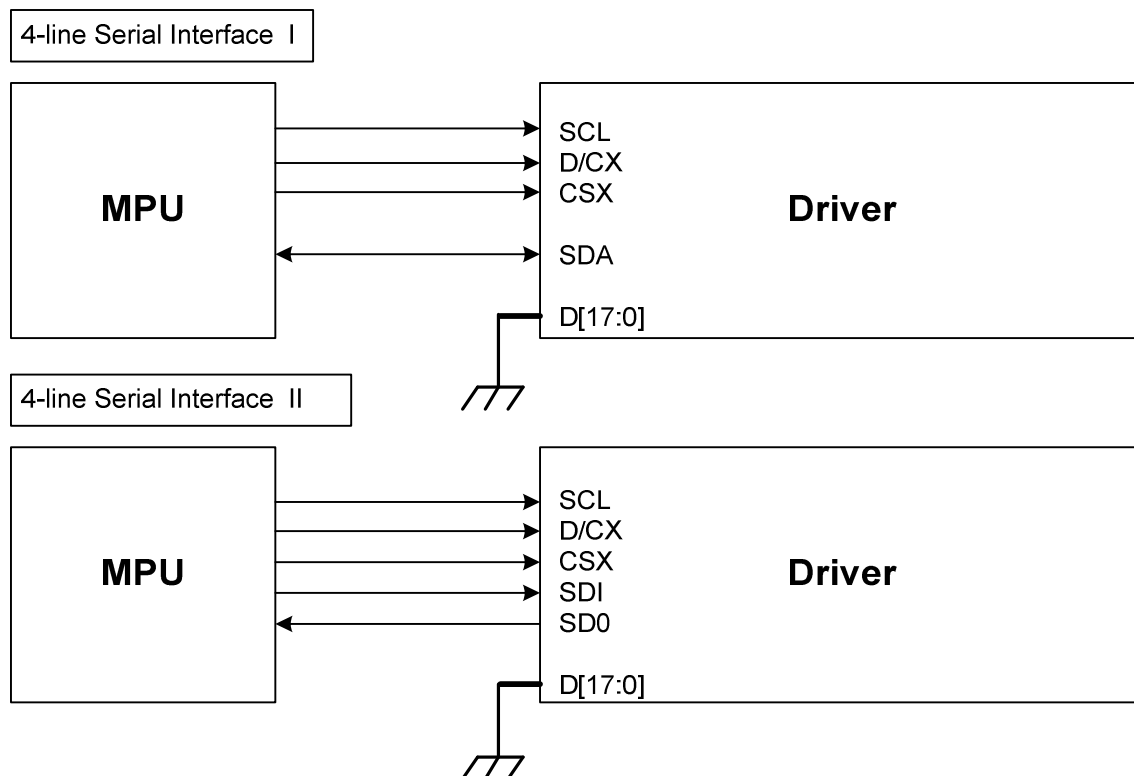 4-line Serial Interface I
MPU
SCL
D/CX
CSX
SDA
D[17:0]
Driver
4-line Serial Interface II
MPU
SCL
D/CX
CSX
SDI
SD0
D[17:0]
Driver